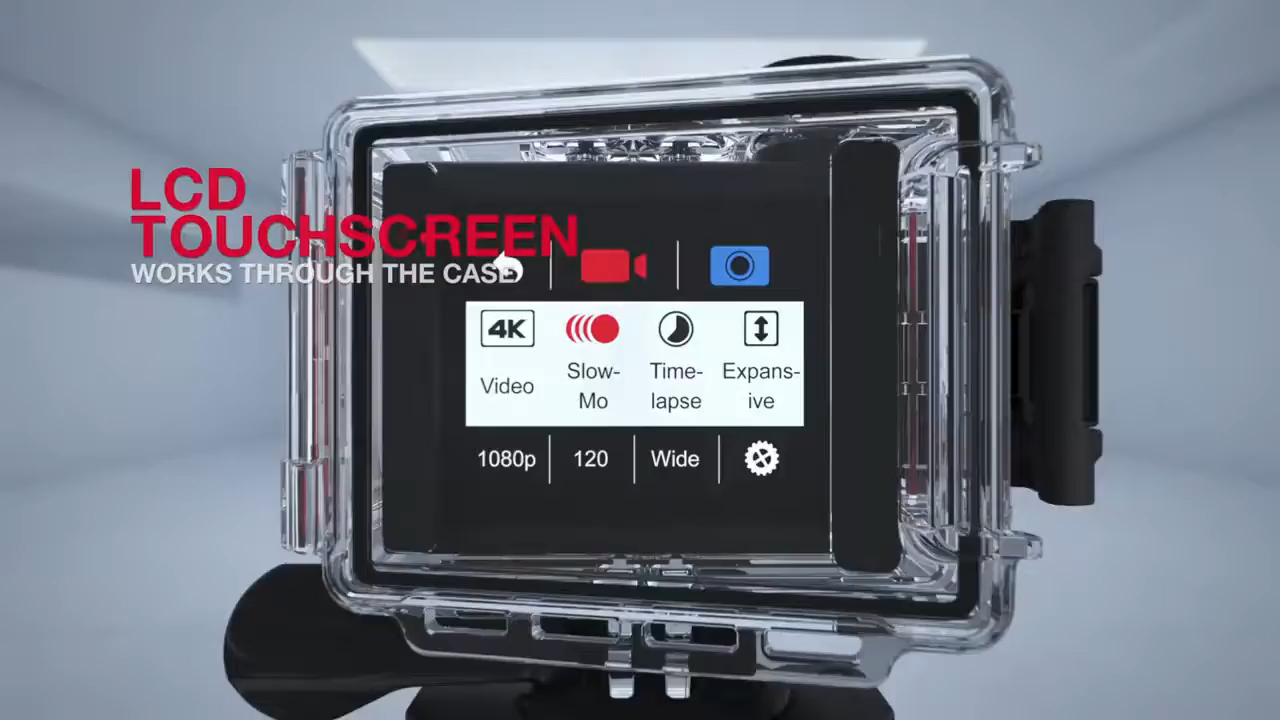 LCD
TOUCHSCREEN
WORKS THROUGH THE CASE
4K
Video
Slow-
Mo
Time-
lapse
Expans-
ive
1080p
120
Wide